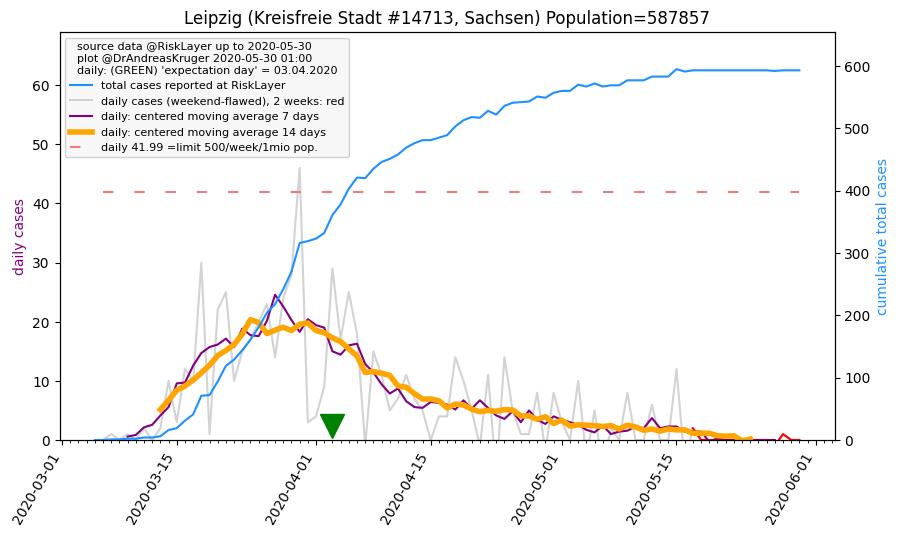 Leipzig (Kreisfreie Stadt #14713, Sachsen) Population=587857
source data @RiskLayer up to 2020-05-30
plot @DrAndreasKruger 2020-05-30 01:00
daily: (GREEN) 'expectation day' = 03.04.2020
total cases reported at RiskLayer
daily cases (weekend-flawed), 2 weeks: red
daily: centered moving average 7 days
daily: centered moving average 14 days
daily 41.99 =limit 500/week/1mio pop.
daily cases
60
50
40
30
20
10
0
cumulative total cases
600
500
400
300
200
100
0
2020-03-01
2020-03-15
2020-04-01
2020-04-15
2020-05-01
2020-05-15
2020-06-01